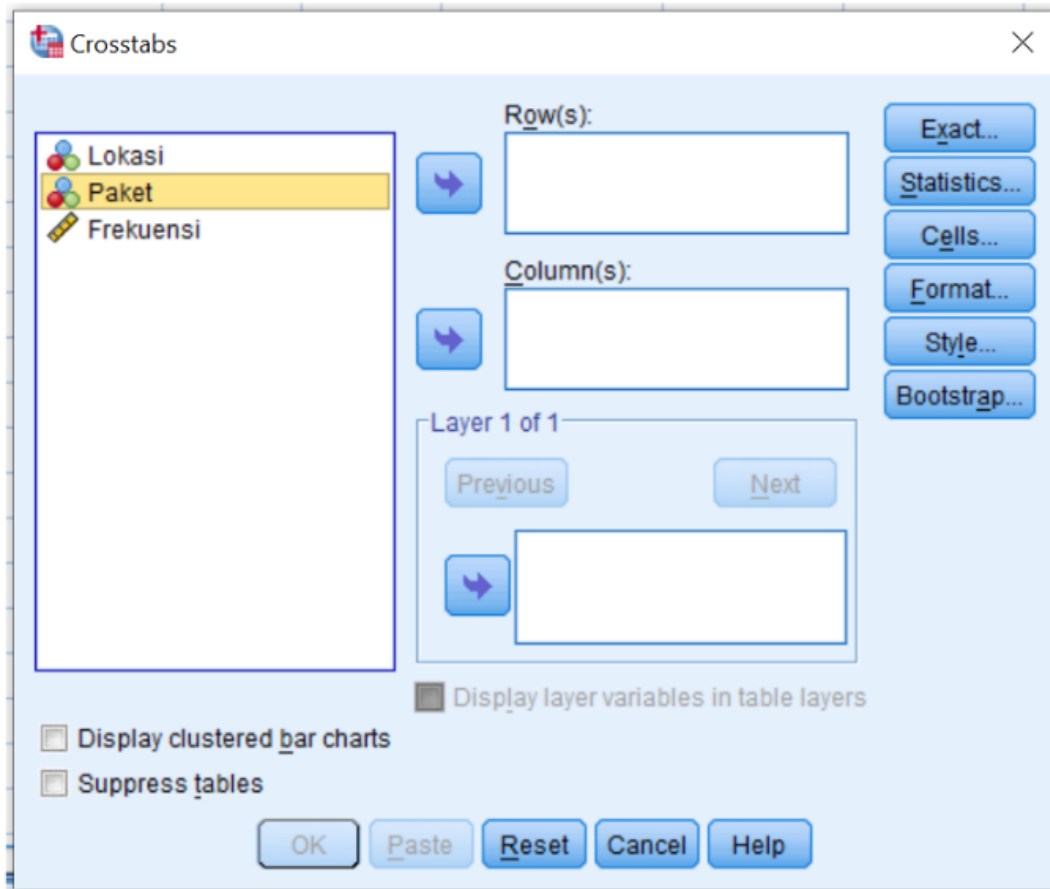 Crosstabs
Lokasi
Paket
Frekuensi
Row(s):
Column(s):
Layer 1 of 1
Previous
Next
Display layer variables in table layers
Exact...
Statistics...
Cells...
Format...
Style...
Bootstrap...
Display clustered bar charts
Suppress tables
OK
Paste
Reset
Cancel
Help